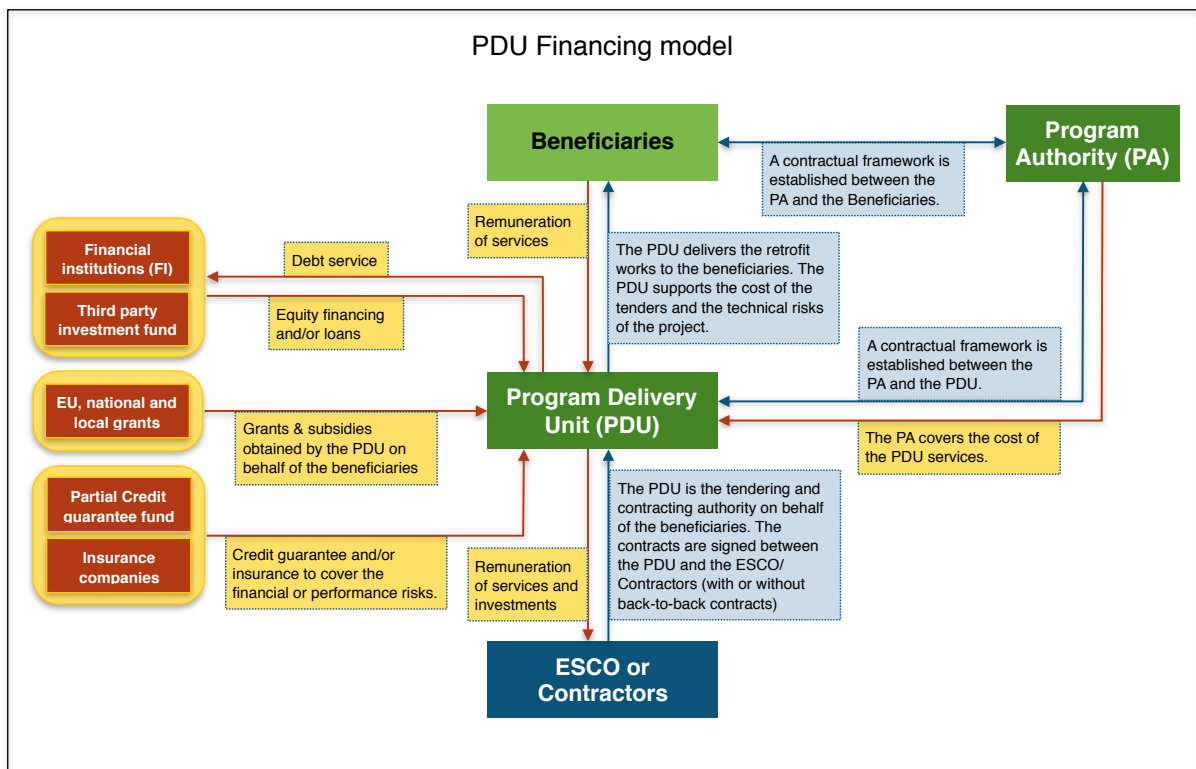 PDU Financing model
Beneficiaries
Program
Authority (PA)
A contractual framework is
established between the
PA and the Beneficiaries.
Remuneration
of services
The PDU delivers the retrofit
works to the beneficiaries. The
PDU supports the cost of the
tenders and the technical risks
of the project.
Financial
institutions (FI)
Third party
investment fund
Debt service
Equity financing
and/or loans
A contractual framework is
established between the
PA and the PDU.
EU, national and
local grants
Grants & subsidies
obtained by the PDU on
behalf of the beneficiaries
Program Delivery
Unit (PDU)
The PA covers the cost of
the PDU services.
Partial Credit
guarantee fund
Insurance
companies
Credit guarantee and/or
insurance to cover the
financial or performance risks.
Remuneration
of services and
investments
The PDU is the tendering and
contracting authority on behalf
of the beneficiaries. The
contracts are signed between
the PDU and the ESCO/
Contractors (with or without
back-to-back contracts)
ESCO or
Contractors